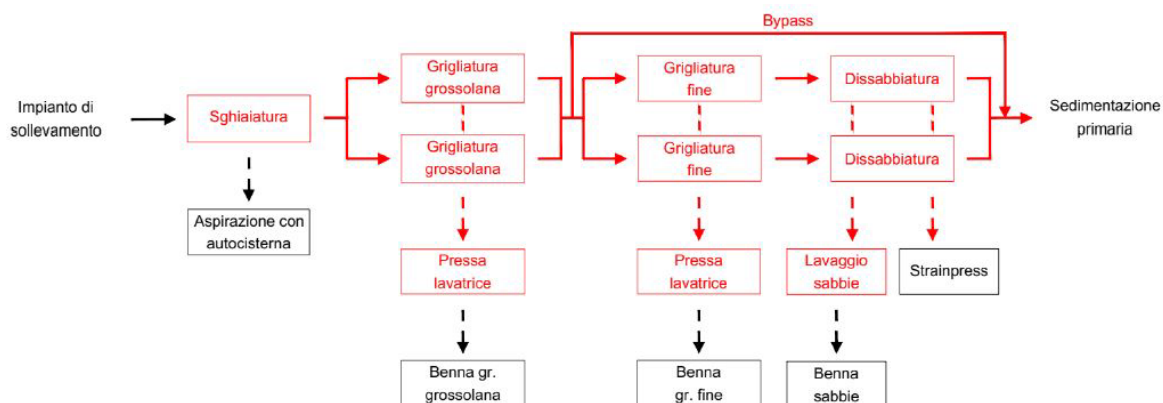 Bypass
Impianto di
sollevamento
Sghiaiatura
Grigliatura
grossolana
Grigliatura
fine
Dissabbiatura
Sedimentazione
primaria
Grigliatura
grossolana
Grigliatura
fine
Dissabbiatura
Aspirazione con
autocisterna
Pressa
lavatrice
Pressa
lavatrice
Lavaggio
sabbie
Strainpress
Benna gr.
grossolana
Benna
gr. fine
Benna
sabbie